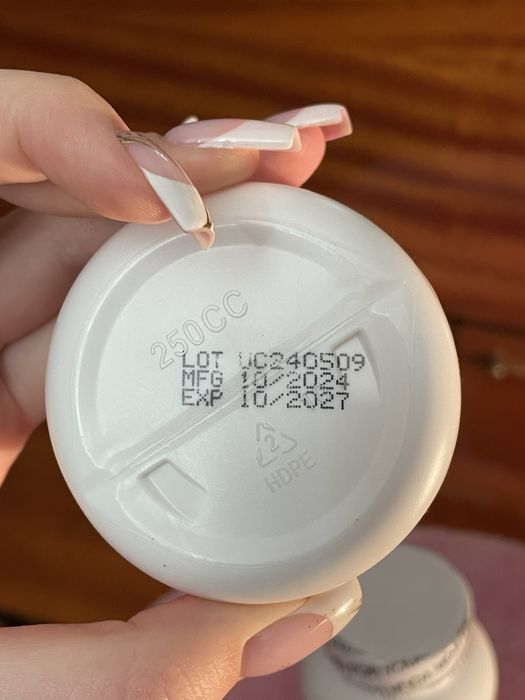 250CC
LOT UC240509
MFG 10/2024
EXP 10/2027
2
HDPE